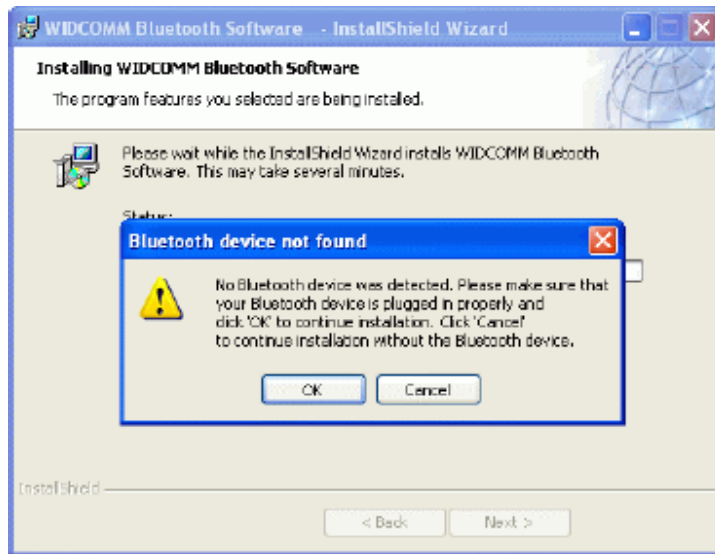 WIDCOMM Bluetooth Software - InstallShield Wizard
Installing WIDCOMM Bluetooth Software
The program features you selected are being installed.
Please wait while the InstallShield Wizard installs WIDCOMM Bluetooth
Software. This may take several minutes.
Status:
Bluetooth device not found
No Bluetooth device was detected. Please make sure that
your Bluetooth device is plugged in properly and
click 'OK' to continue installation. Click 'Cancel'
to continue installation without the Bluetooth device.
OK
Cancel
InstallShield
< Back
Next >